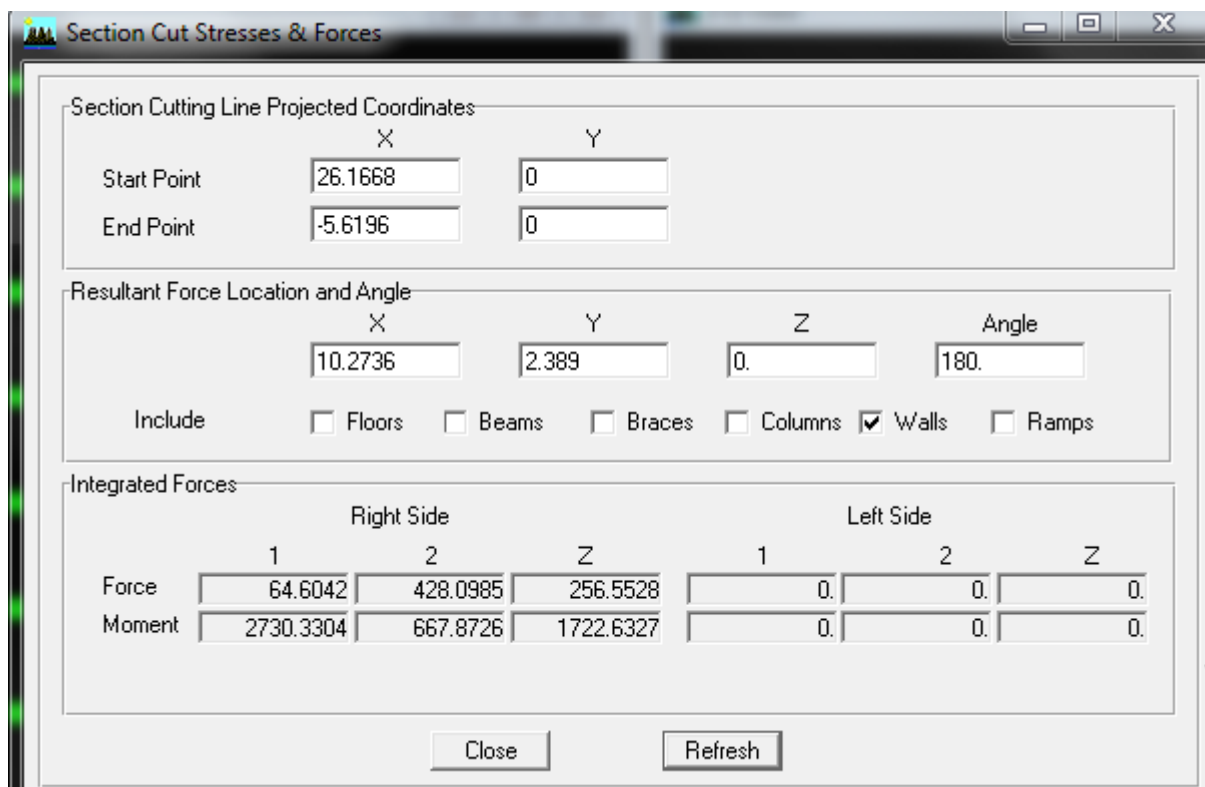 Section Cut Stresses & Forces
Section Cutting Line Projected Coordinates
X Y
Start Point 26.1668 0
End Point -5.6196 0
Resultant Force Location and Angle
X Y Z Angle
10.2736 2.389 0. 180.
Include Floors Beams Braces Columns Walls Ramps
Integrated Forces
Right Side Left Side
1 2 Z 1 2 Z
Force 64.6042 428.0985 256.5528 0. 0. 0.
Moment 2730.3304 667.8726 1722.6327 0. 0. 0.
Close Refresh